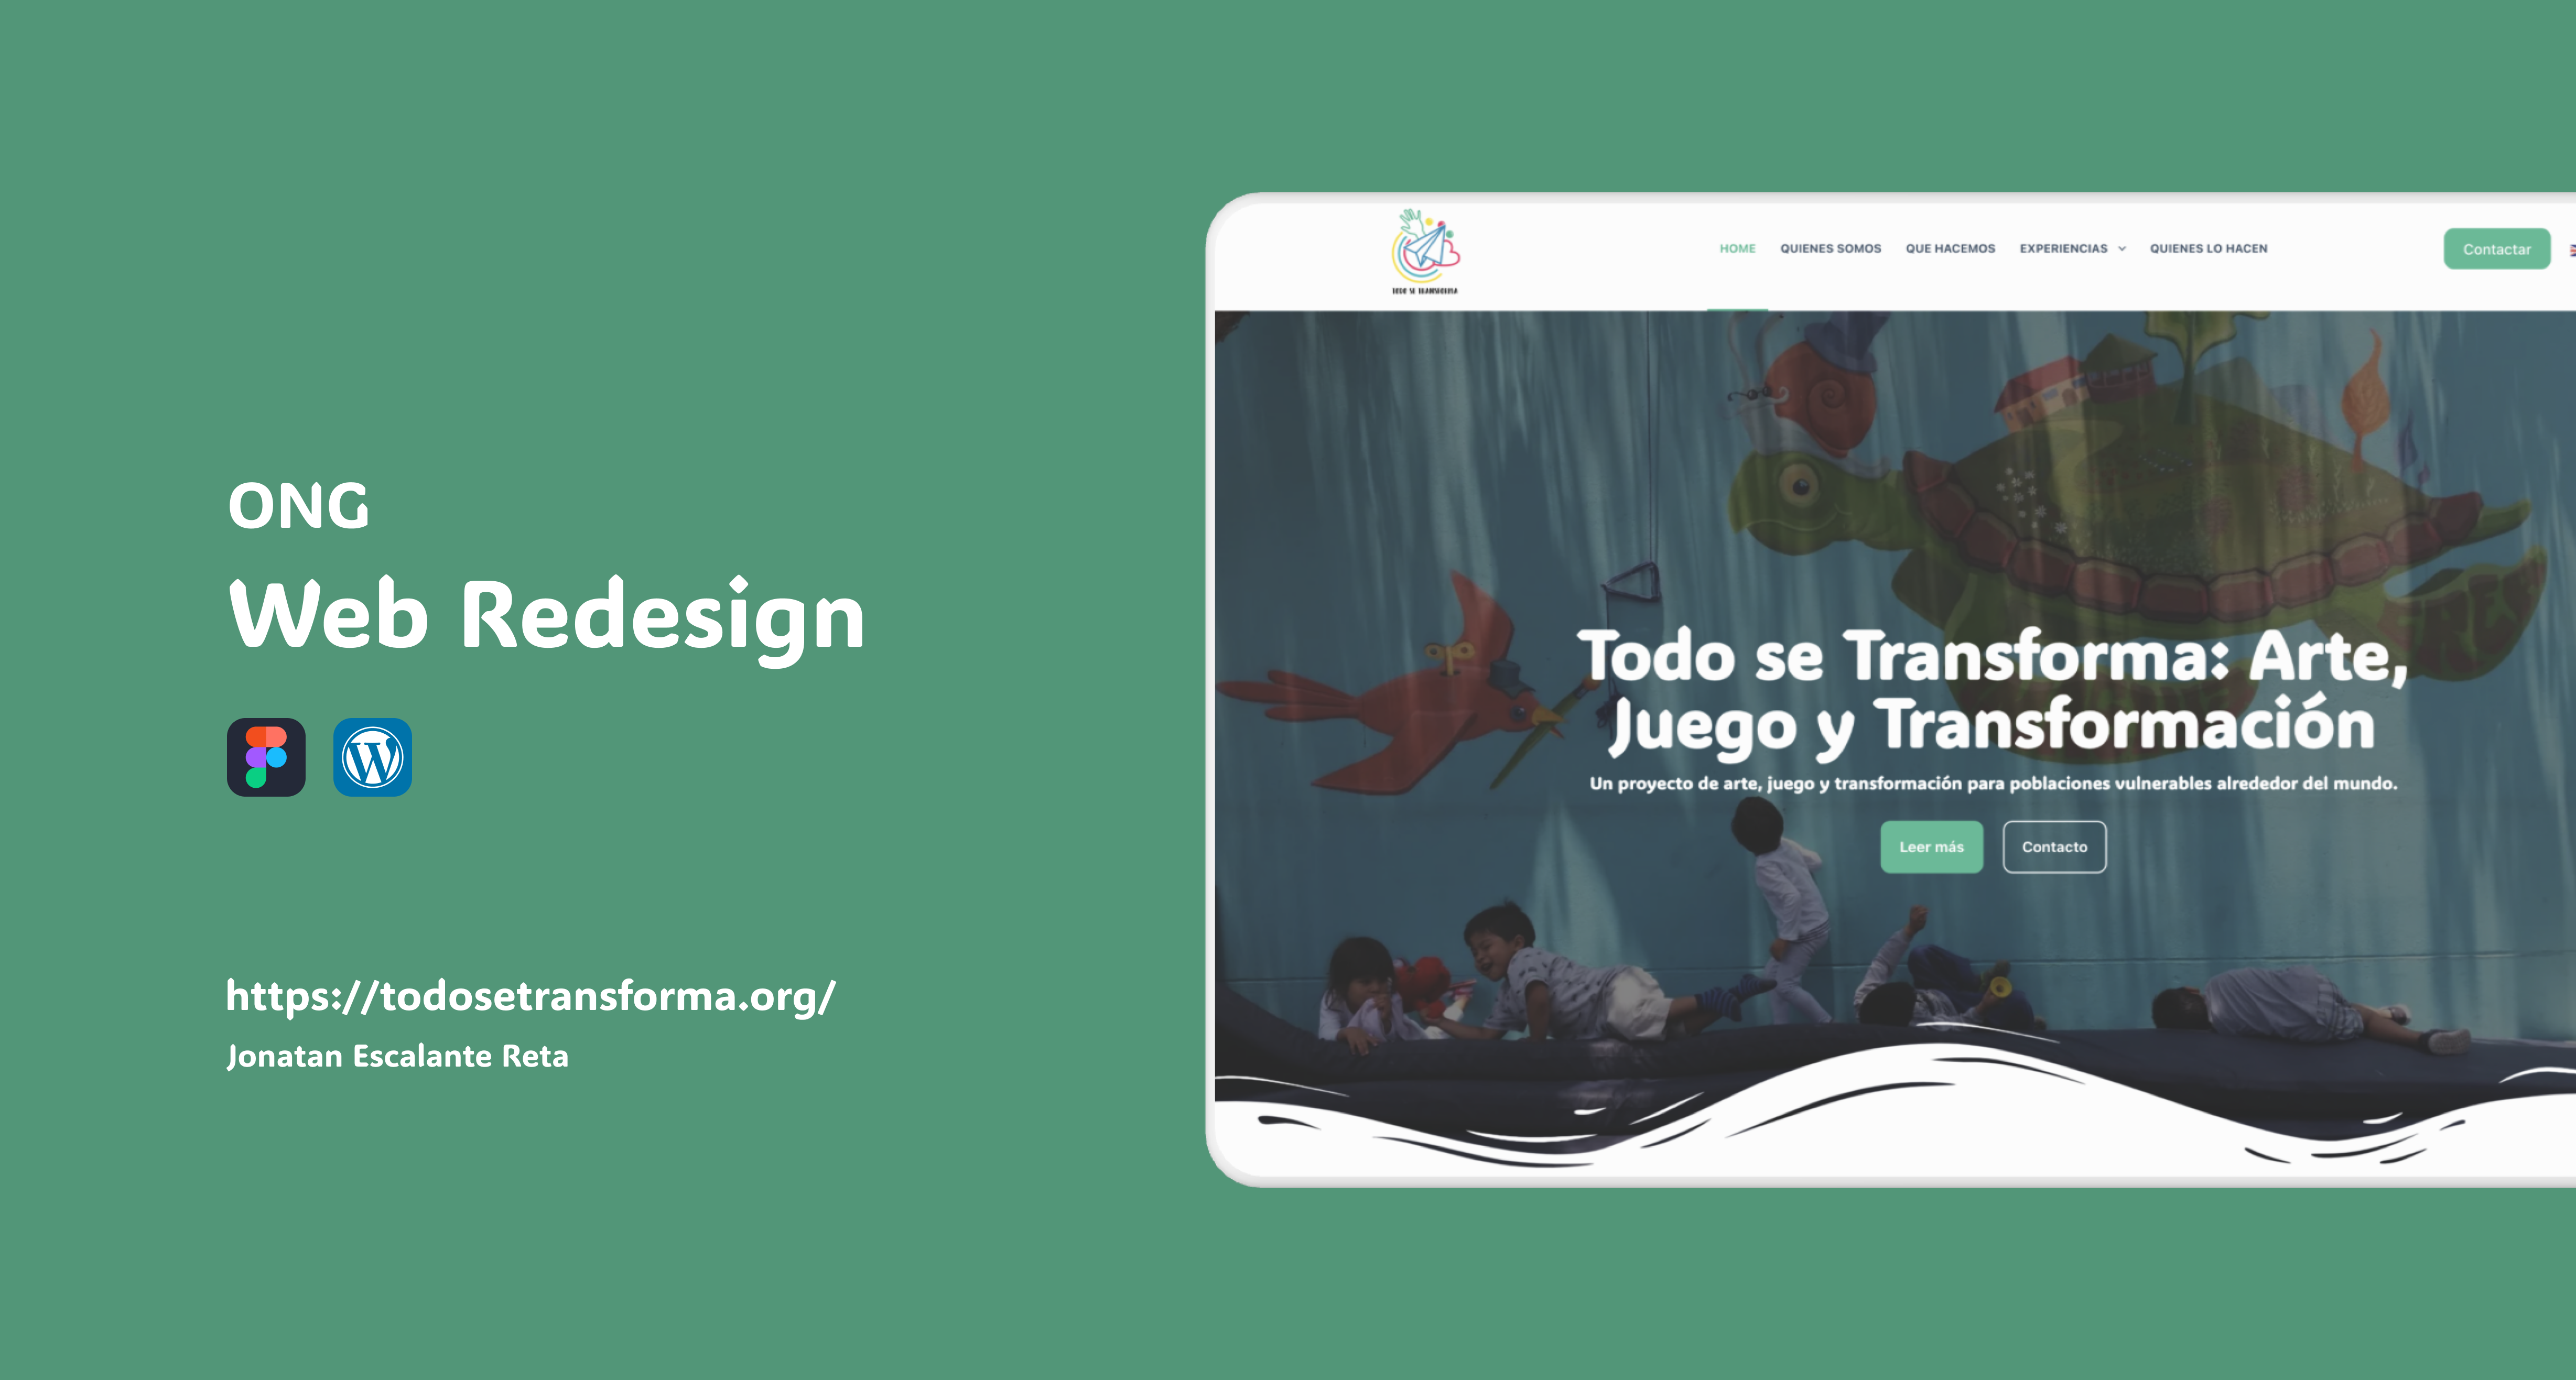 ONG
Web Redesign
https://todosetransforma.org/
Jonatan Escalante Reta
TODO SE TRANSFORMA
HOME QUIENES SOMOS QUE HACEMOS EXPERIENCIAS QUIENES LO HACEN
Contactar
Todo se Transforma: Arte,
Juego y Transformación
Un proyecto de arte, juego y transformación para poblaciones vulnerables alrededor del mundo.
Leer más
Contacto